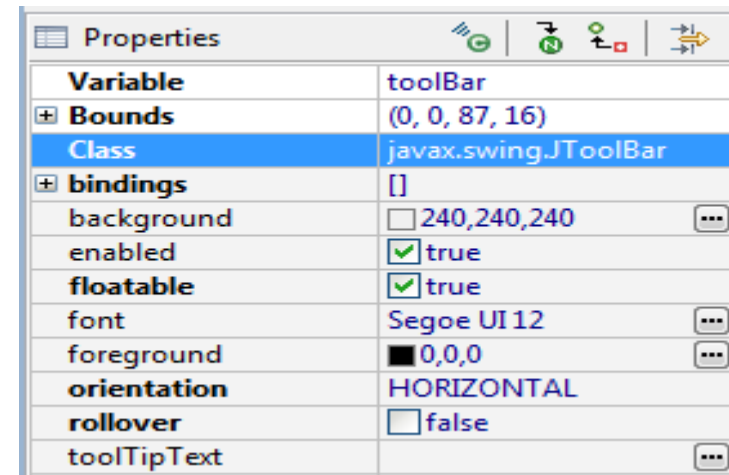 Properties
Variable toolBar
Bounds (0, 0, 87, 16)
Class javax.swing.JToolBar
bindings []
background 240,240,240
enabled true
floatable true
font Segoe UI 12
foreground 0,0,0
orientation HORIZONTAL
rollover false
toolTipText